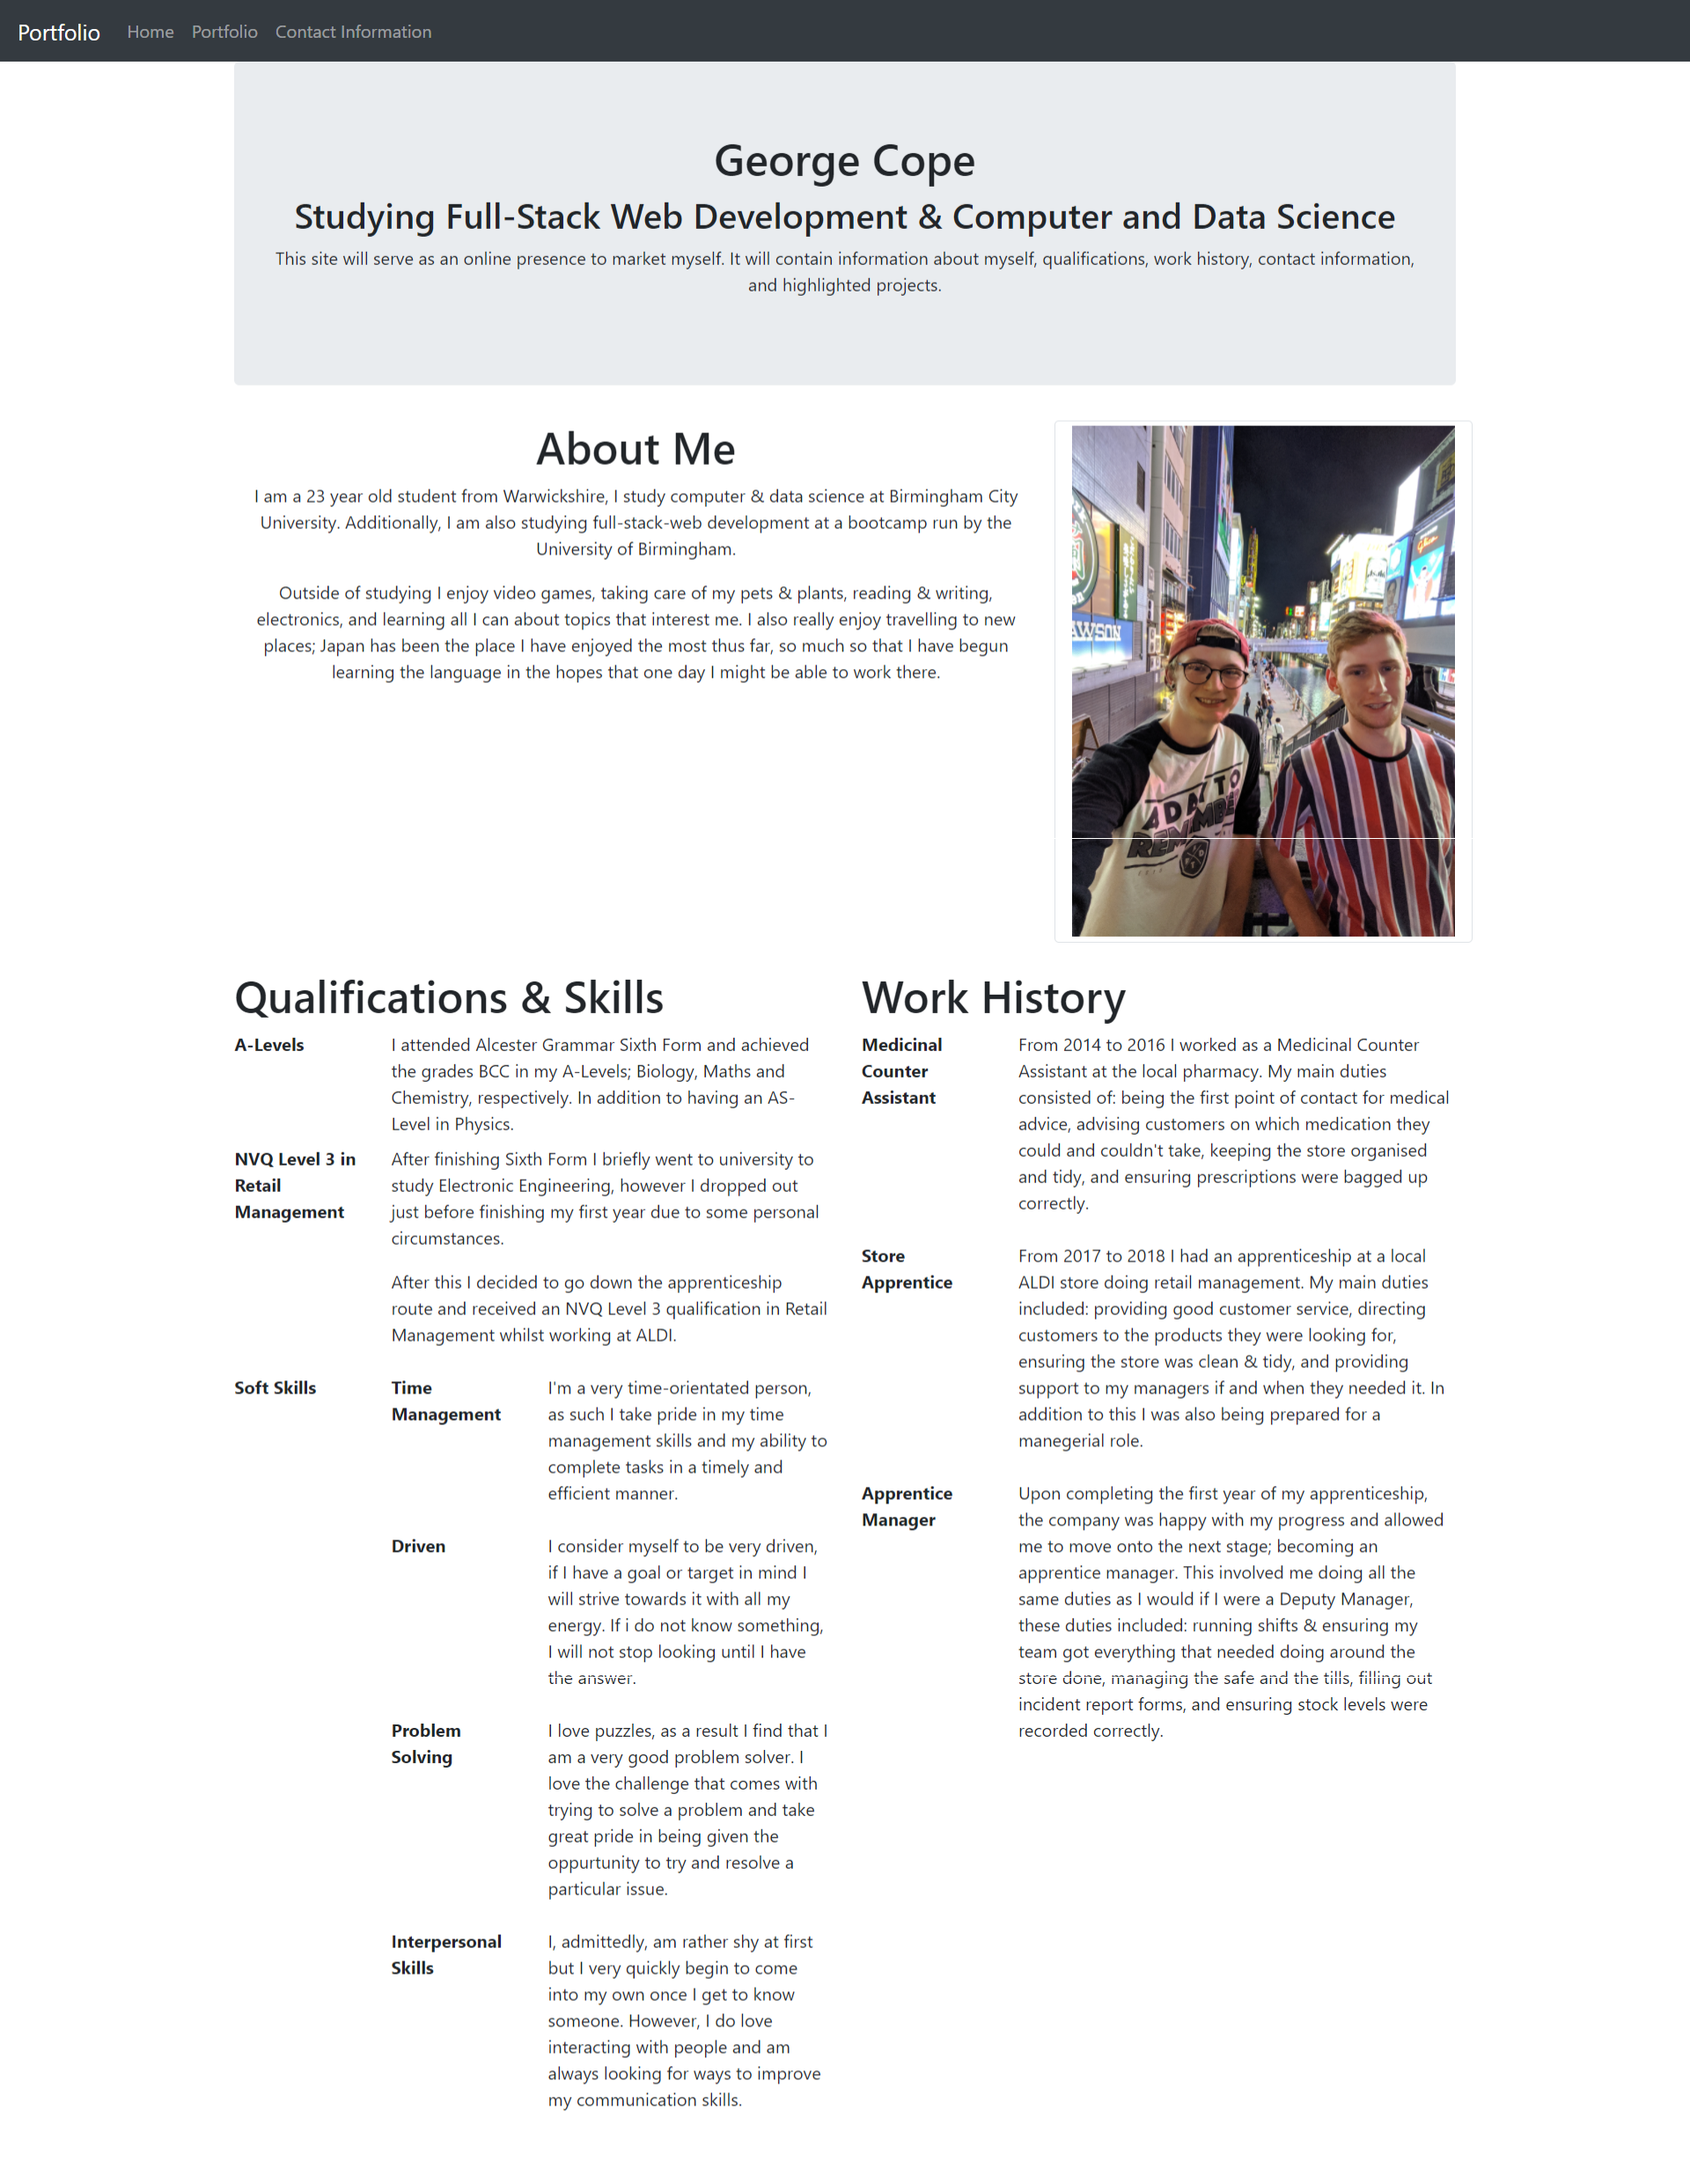 Portfolio
Home
Portfolio
Contact Information
George Cope
Studying Full-Stack Web Development & Computer and Data Science
This site will serve as an online presence to market myself. It will contain information about myself, qualifications, work history, contact information,
and highlighted projects.
About Me
I am a 23 year old student from Warwickshire, I study computer & data science at Birmingham City
University. Additionally, I am also studying full-stack-web development at a bootcamp run by the
University of Birmingham.
Outside of studying I enjoy video games, taking care of my pets & plants, reading & writing,
electronics, and learning all I can about topics that interest me. I also really enjoy travelling to new
places; Japan has been the place I have enjoyed the most thus far, so much so that I have begun
learning the language in the hopes that one day I might be able to work there.
AWSON
A DAY TO
REMEMBER
Qualifications & Skills
A-Levels
I attended Alcester Grammar Sixth Form and achieved
the grades BCC in my A-Levels; Biology, Maths and
Chemistry, respectively. In addition to having an AS-
Level in Physics.
NVQ Level 3 in
Retail
Management
After finishing Sixth Form I briefly went to university to
study Electronic Engineering, however I dropped out
just before finishing my first year due to some personal
circumstances.
After this I decided to go down the apprenticeship
route and received an NVQ Level 3 qualification in Retail
Management whilst working at ALDI.
Soft Skills
Time
Management
I'm a very time-orientated person,
as such I take pride in my time
management skills and my ability to
complete tasks in a timely and
efficient manner.
Driven
I consider myself to be very driven,
if I have a goal or target in mind I
will strive towards it with all my
energy. If i do not know something,
I will not stop looking until I have
the answer.
Problem
Solving
I love puzzles, as a result I find that I
am a very good problem solver. I
love the challenge that comes with
trying to solve a problem and take
great pride in being given the
oppurtunity to try and resolve a
particular issue.
Interpersonal
Skills
I, admittedly, am rather shy at first
but I very quickly begin to come
into my own once I get to know
someone. However, I do love
interacting with people and am
always looking for ways to improve
my communication skills.
Work History
Medicinal
Counter
Assistant
From 2014 to 2016 I worked as a Medicinal Counter
Assistant at the local pharmacy. My main duties
consisted of: being the first point of contact for medical
advice, advising customers on which medication they
could and couldn't take, keeping the store organised
and tidy, and ensuring prescriptions were bagged up
correctly.
Store
Apprentice
From 2017 to 2018 I had an apprenticeship at a local
ALDI store doing retail management. My main duties
included: providing good customer service, directing
customers to the products they were looking for,
ensuring the store was clean & tidy, and providing
support to my managers if and when they needed it. In
addition to this I was also being prepared for a
manegerial role.
Apprentice
Manager
Upon completing the first year of my apprenticeship,
the company was happy with my progress and allowed
me to move onto the next stage; becoming an
apprentice manager. This involved me doing all the
same duties as I would if I were a Deputy Manager,
these duties included: running shifts & ensuring my
team got everything that needed doing around the
store done, managing the safe and the tills, filling out
incident report forms, and ensuring stock levels were
recorded correctly.